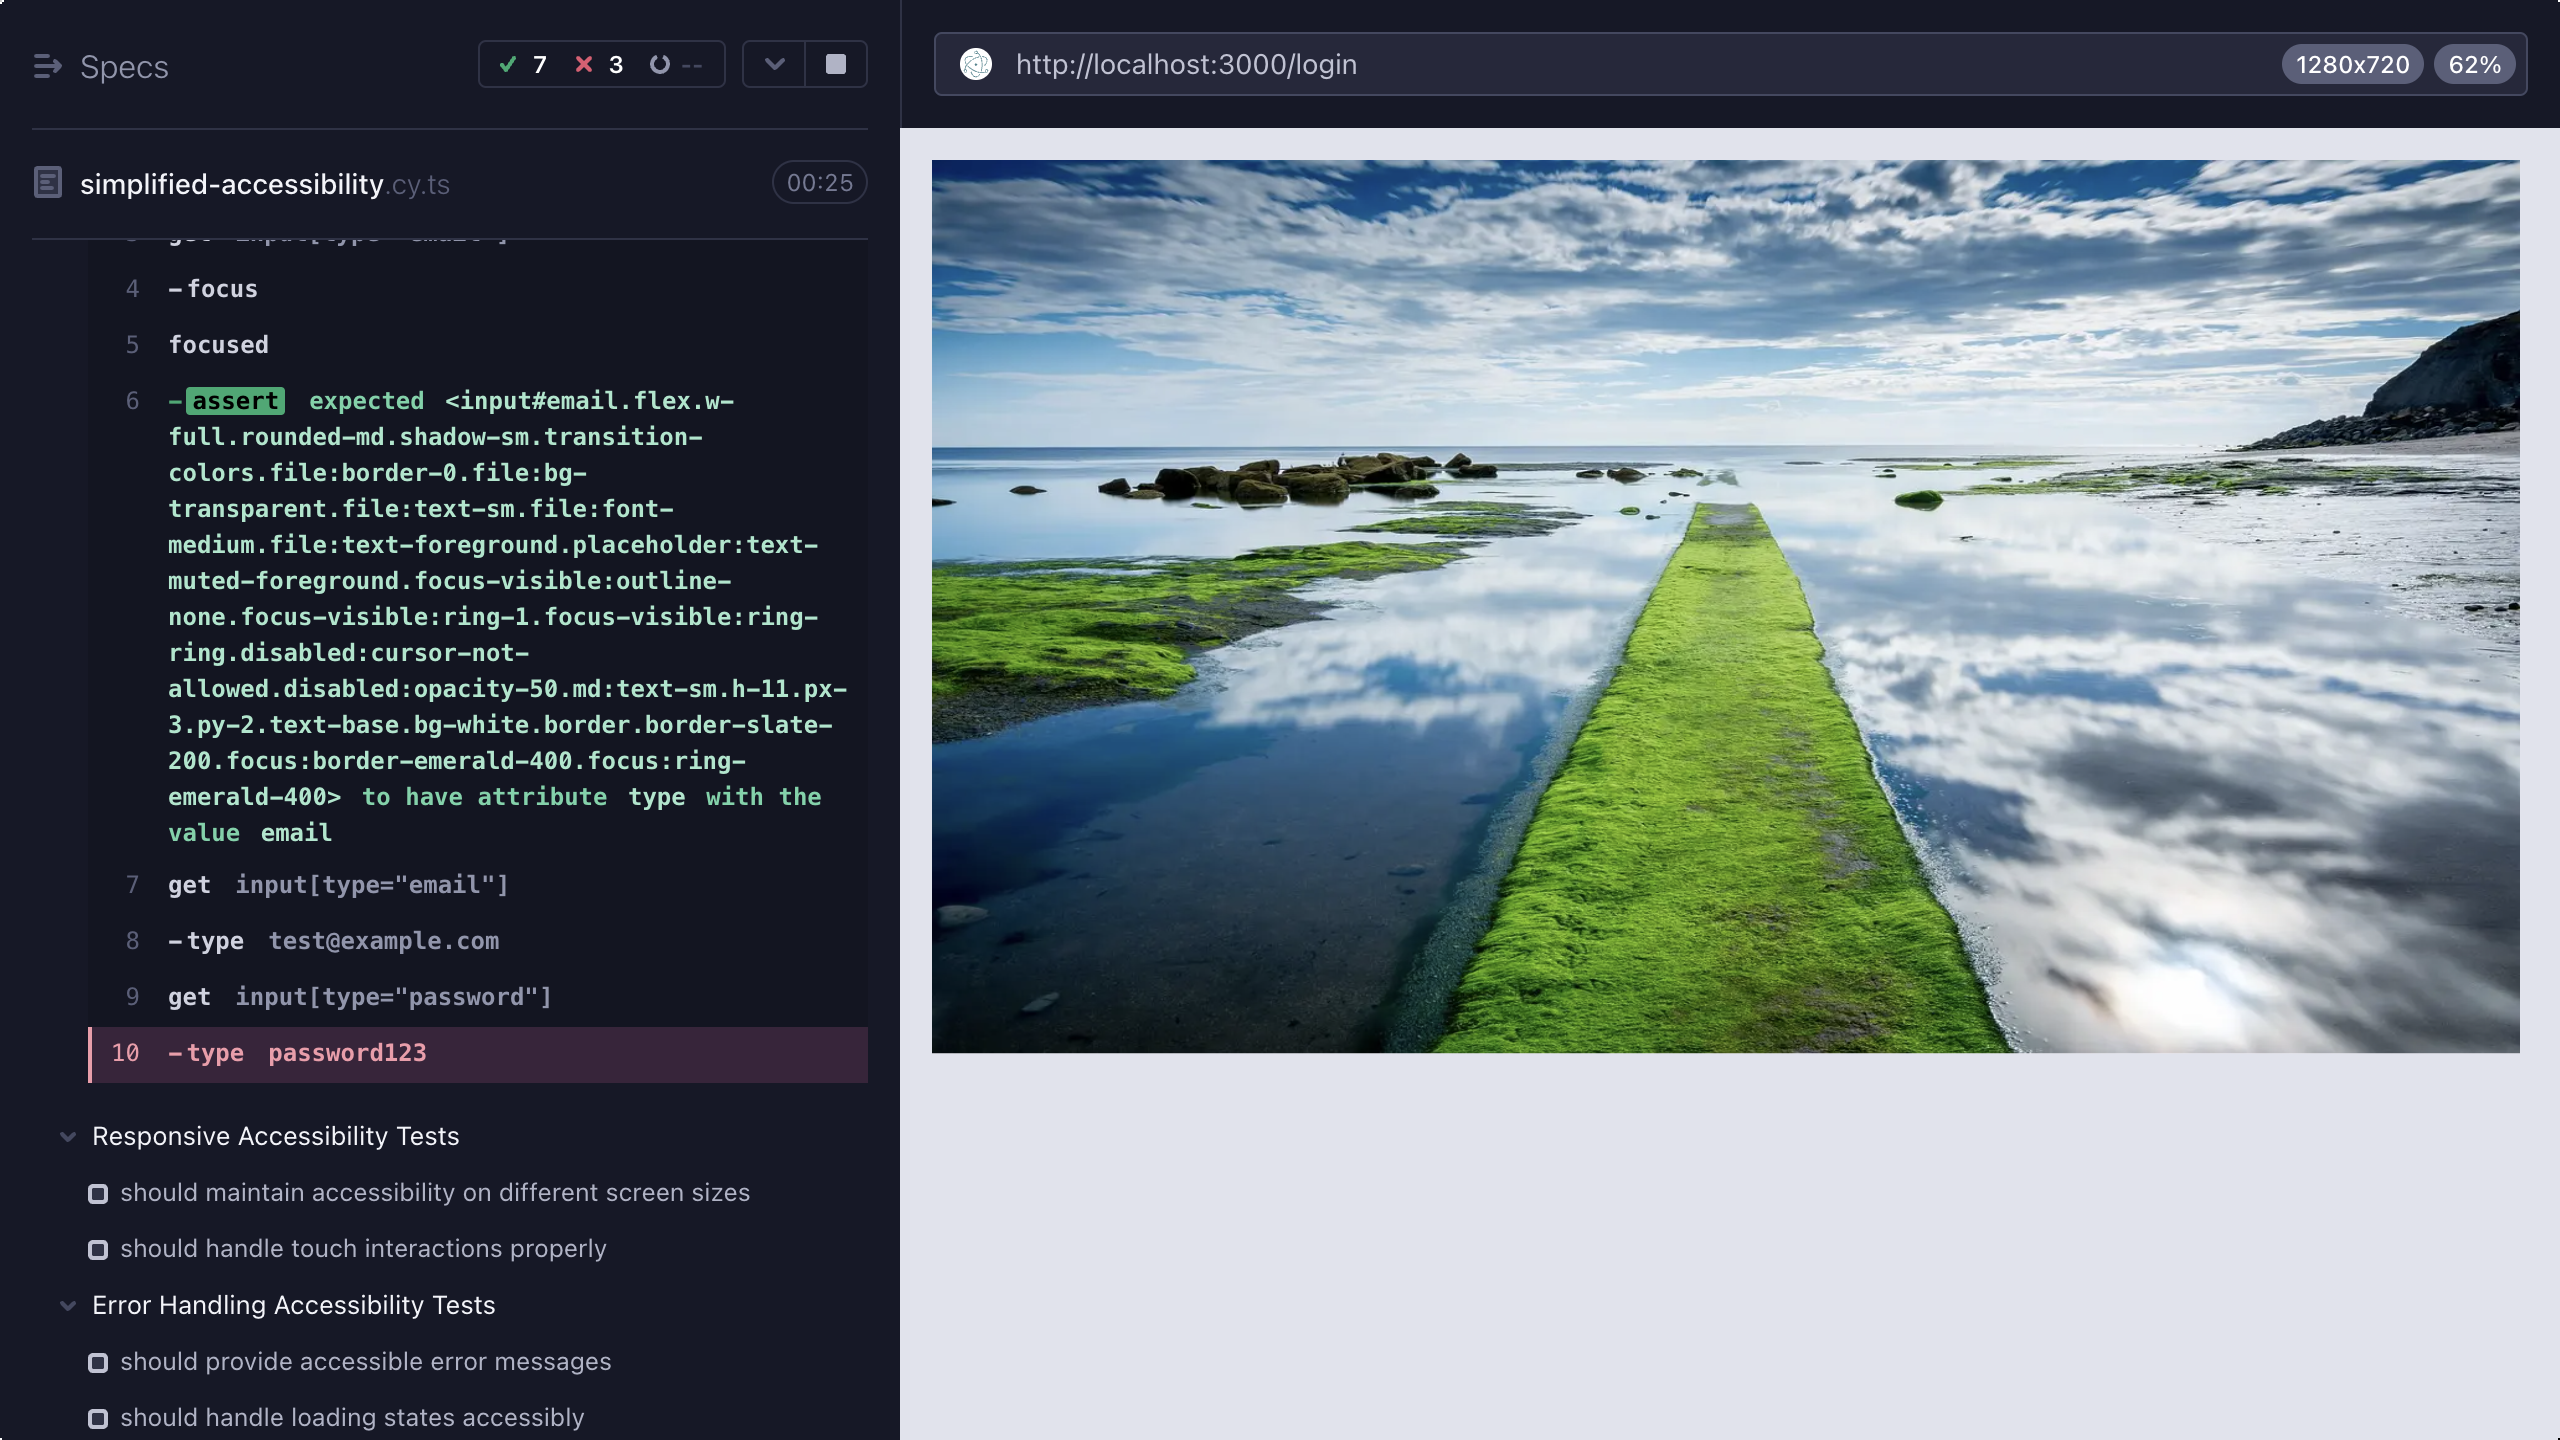 Specs
7
3
--
http://localhost:3000/login
1280x720
62%
simplified-accessibility.cy.ts
00:25
4 -focus
5 focused
6 -assert expected <input#email.flex.w-
full.rounded-md.shadow-sm.transition-
colors.file:border-0.file:bg-
transparent.file:text-sm.file:font-
medium.file:text-foreground.placeholder:text-
muted-foreground.focus-visible:outline-
none.focus-visible:ring-1.focus-visible:ring-
ring.disabled:cursor-not-
allowed.disabled:opacity-50.md:text-sm.h-11.px-
3.py-2.text-base.bg-white.border.border-slate-
200.focus:border-emerald-400.focus:ring-
emerald-400> to have attribute type with the
value email
7 get input[type="email"]
8 -type test@example.com
9 get input[type="password"]
10 -type password123
Responsive Accessibility Tests
should maintain accessibility on different screen sizes
should handle touch interactions properly
Error Handling Accessibility Tests
should provide accessible error messages
should handle loading states accessibly